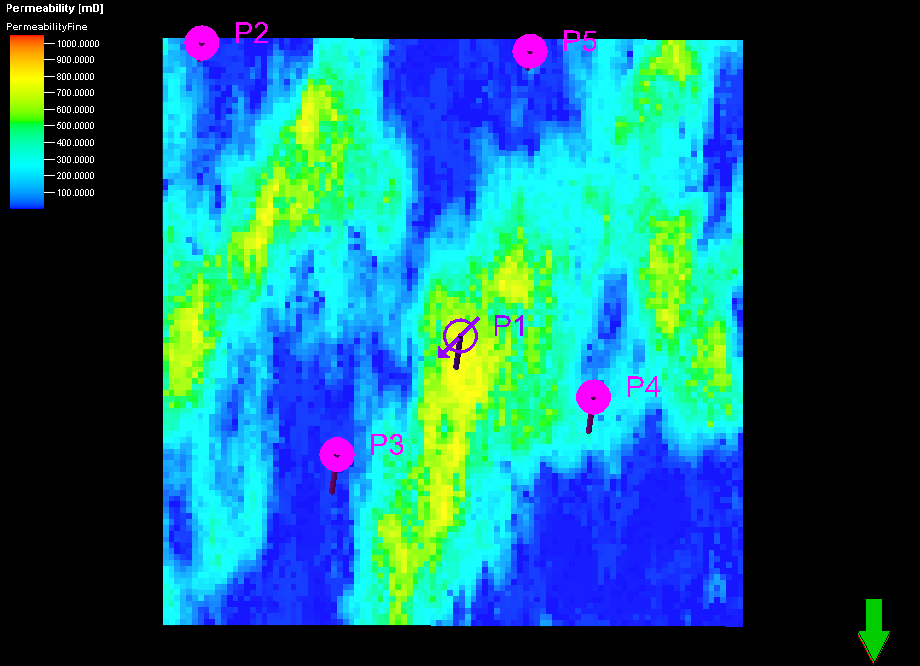 Permeability [mD]
PermeabilityFine
1000.0000
900.0000
800.0000
700.0000
600.0000
500.0000
400.0000
300.0000
200.0000
100.0000
P2
P5
P1
P4
P3